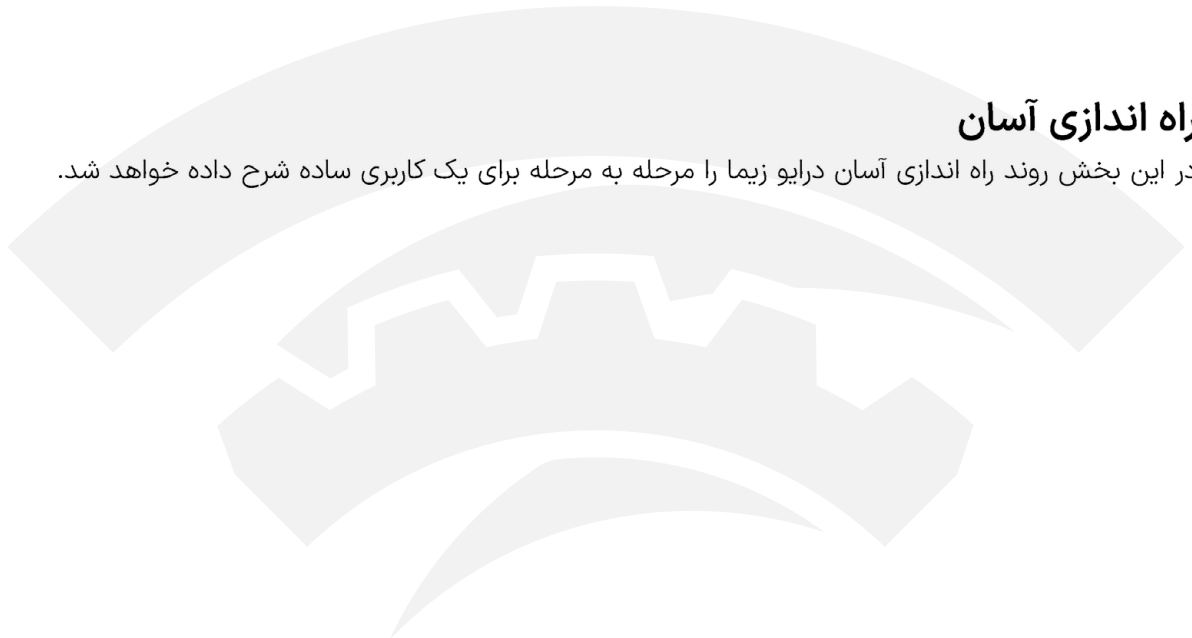 راه اندازی آسان
در این بخش روند راه اندازی آسان درایو زیما را مرحله به مرحله برای یک کاربری ساده شرح داده خواهد شد.